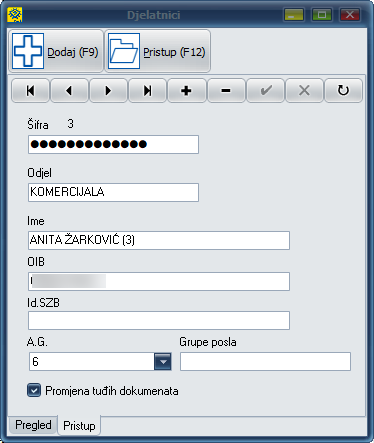 Djelatnici
Dodaj (F9) Pristup (F12)
Šifra 3
●●●●●●●●●●●●●
Odjel
KOMERCIJALA
Ime
ANITA ŽARKOVIĆ (3)
OIB
Id.SZB
A.G. Grupe posla
6
Promjena tuđih dokumenata
Pregled Pristup